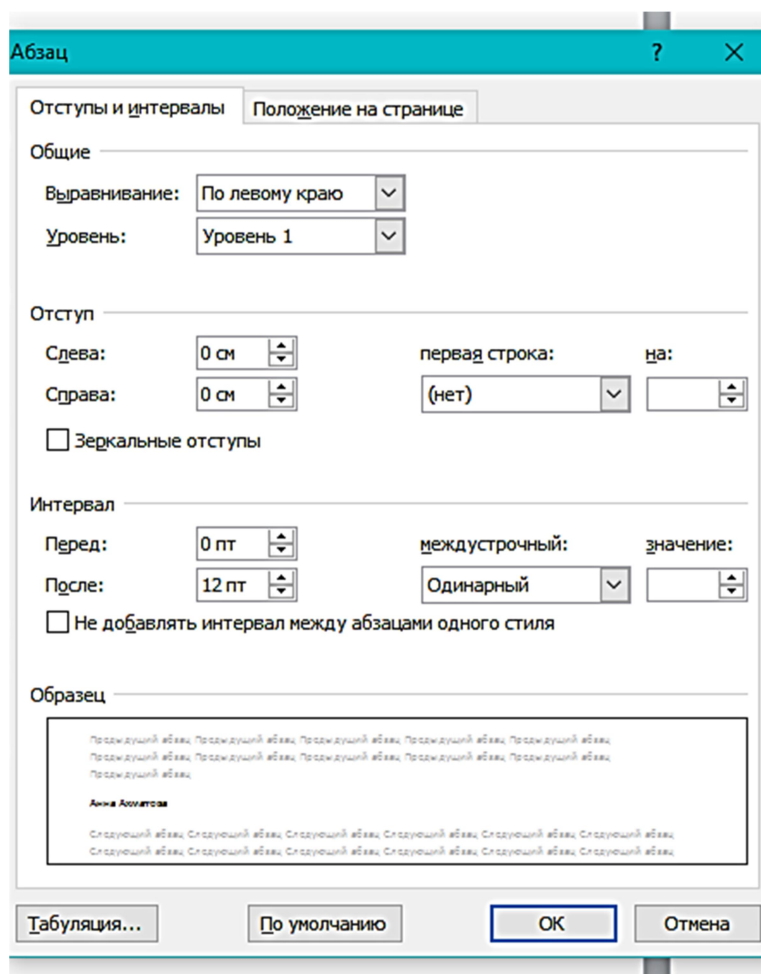 Абзац ?
Отступы и интервалы Положение на странице
Общие
Выравнивание: По левому краю
Уровень: Уровень 1
Отступ
Слева: 0 см первая строка: на:
Справа: 0 см (нет)
Зеркальные отступы
Интервал
Перед: 0 пт междустрочный: значение:
После: 12 пт Одинарный
Не добавлять интервал между абзацами одного стиля
Образец
Предыдущий абзац Предыдущий абзац Предыдущий абзац Предыдущий абзац Предыдущий абзац
Предыдущий абзац Предыдущий абзац Предыдущий абзац Предыдущий абзац Предыдущий абзац
Предыдущий абзац
Анна Ахматова
Следующий абзац Следующий абзац Следующий абзац Следующий абзац Следующий абзац Следующий абзац
Следующий абзац Следующий абзац Следующий абзац Следующий абзац Следующий абзац Следующий абзац
Табуляция... По умолчанию ОК Отмена